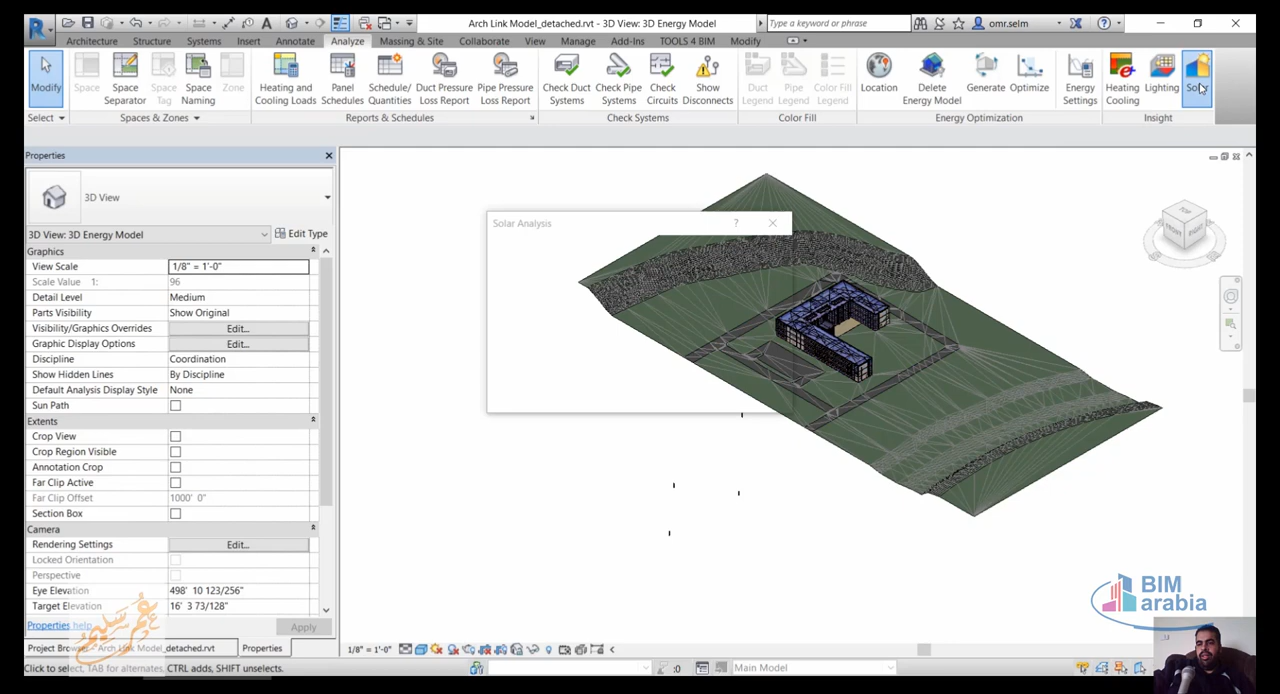 Arch Link Model_detached.rvt - 3D View: 3D Energy Model
Type a keyword or phrase
omr.selm
Architecture Structure Systems Insert Annotate Analyze Massing & Site Collaborate View Manage Add-Ins TOOLS 4 BIM Modify
Modify
Space
Space Separator
Space Tag
Space Naming
Zone
Heating and Cooling Loads
Panel Schedules
Schedule/ Quantities
Duct Pressure Loss Report
Pipe Pressure Loss Report
Check Duct Systems
Check Pipe Systems
Check Circuits
Show Disconnects
Duct Legend
Pipe Legend
Color Fill Legend
Location
Delete Energy Model
Generate
Optimize
Energy Settings
Heating Cooling
Lighting
Select
Spaces & Zones
Reports & Schedules
Check Systems
Color Fill
Energy Optimization
Insight
Properties
3D View
3D View: 3D Energy Model
Edit Type
Graphics
View Scale 1/8" = 1'-0"
Scale Value 1: 96
Detail Level Medium
Parts Visibility Show Original
Visibility/Graphics Overrides Edit...
Graphic Display Options Edit...
Discipline Coordination
Show Hidden Lines By Discipline
Default Analysis Display Style None
Sun Path
Extents
Crop View
Crop Region Visible
Annotation Crop
Far Clip Active
Far Clip Offset 1000' 0"
Section Box
Camera
Rendering Settings Edit...
Locked Orientation
Perspective
Eye Elevation 498' 10 123/256"
Target Elevation 16' 3 73/128"
Properties help
Apply
Arch Link Model_detached.rvt
Properties
Click to select, TAB for alternates, CTRL adds, SHIFT unselects.
Solar Analysis
?
TOP
FRONT
RIGHT
1/8" = 1'-0"
:0
Main Model
BIM
arabia
عمر سليم